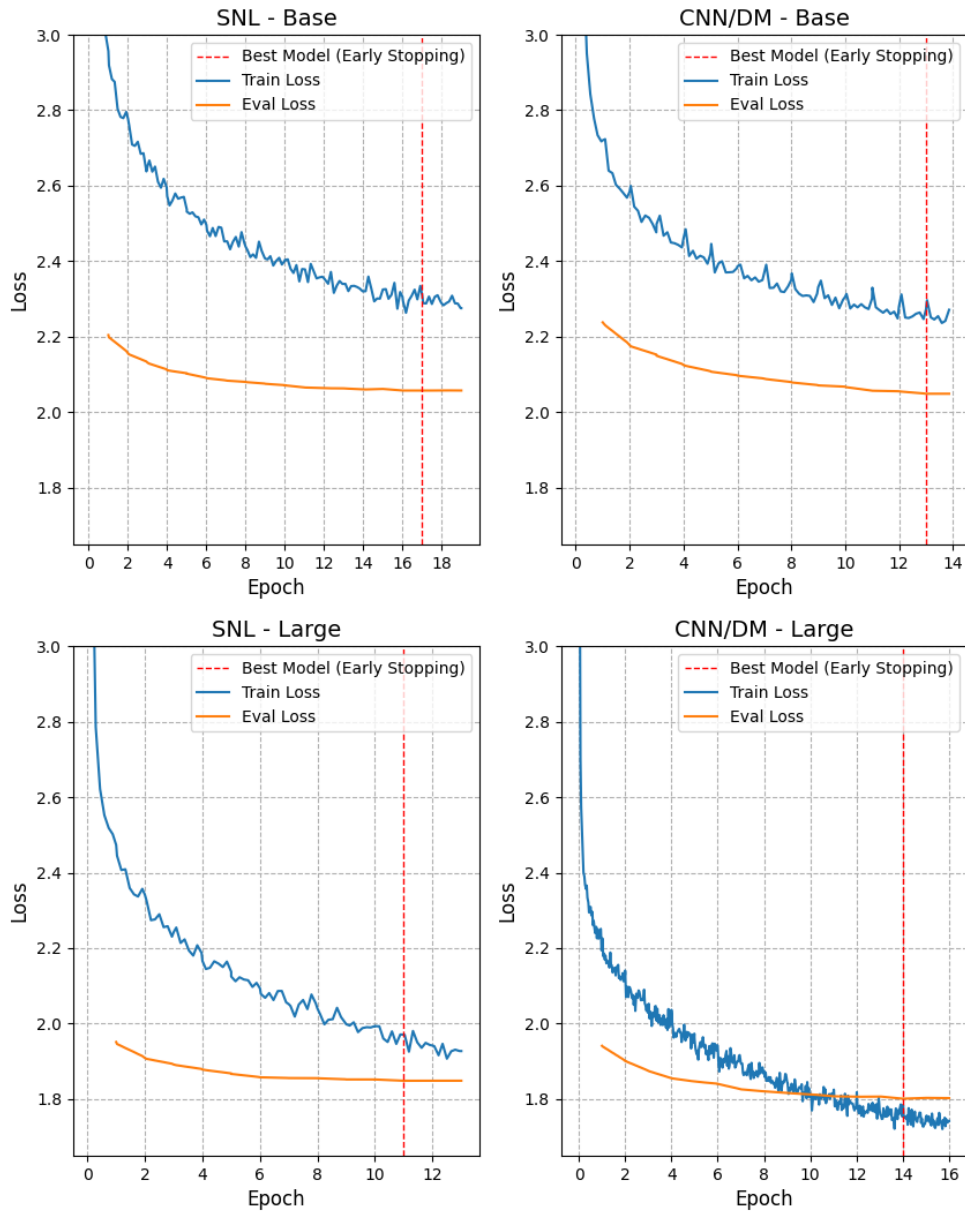 SNL - Base
3.0
2.8
2.6
2.4
2.2
2.0
1.8
Loss
Best Model (Early Stopping)
Train Loss
Eval Loss
0 2 4 6 8 10 12 14 16 18
Epoch
CNN/DM - Base
3.0
2.8
2.6
2.4
2.2
2.0
1.8
Loss
Best Model (Early Stopping)
Train Loss
Eval Loss
0 2 4 6 8 10 12 14
Epoch
SNL - Large
3.0
2.8
2.6
2.4
2.2
2.0
1.8
Loss
Best Model (Early Stopping)
Train Loss
Eval Loss
0 2 4 6 8 10 12
Epoch
CNN/DM - Large
3.0
2.8
2.6
2.4
2.2
2.0
1.8
Loss
Best Model (Early Stopping)
Train Loss
Eval Loss
0 2 4 6 8 10 12 14 16
Epoch